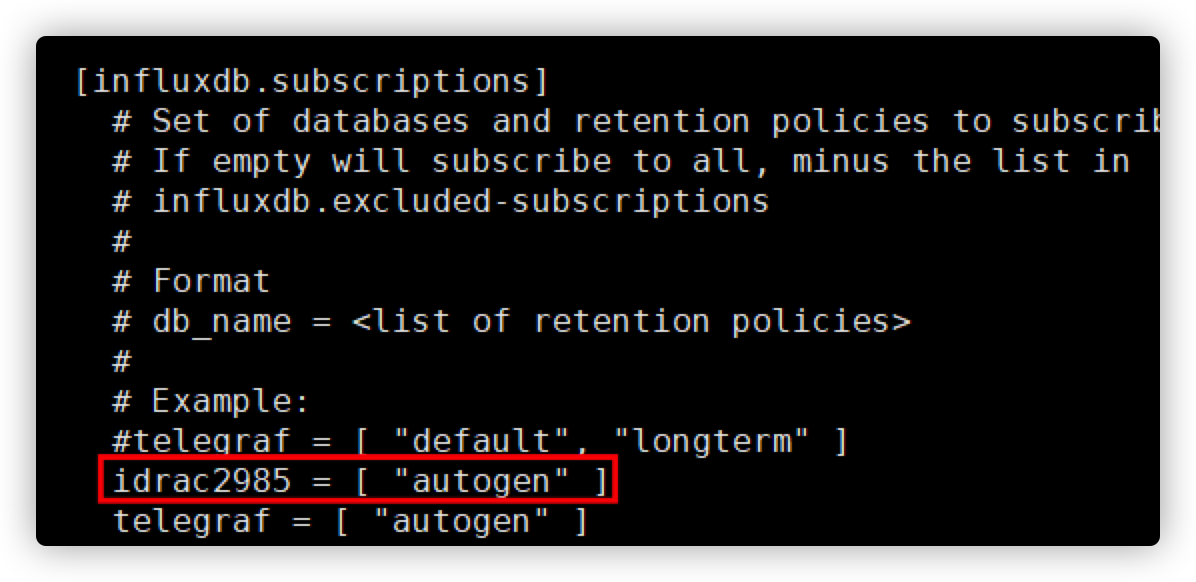 [influxdb.subscriptions]
# Set of databases and retention policies to
# If empty will subscribe to all, minus the list in
# influxdb.excluded-subscriptions
#
# Format
# db_name = <list of retention policies>
#
# Example:
#telegraf = [ "default", "longterm" ]
idrac2985 = [ "autogen" ]
telegraf = [ "autogen" ]